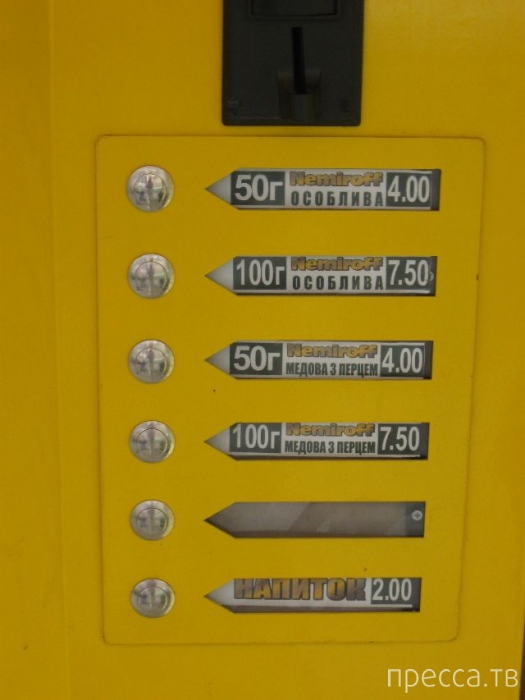 50г Nemiroff ОСОБЛИВА 4.00
100г Nemiroff ОСОБЛИВА 7.50
50г Nemiroff МЕДОВА З ПЕРЦЕМ 4.00
100г Nemiroff МЕДОВА З ПЕРЦЕМ 7.50
НАПИТОК 2.00
пресса.тв